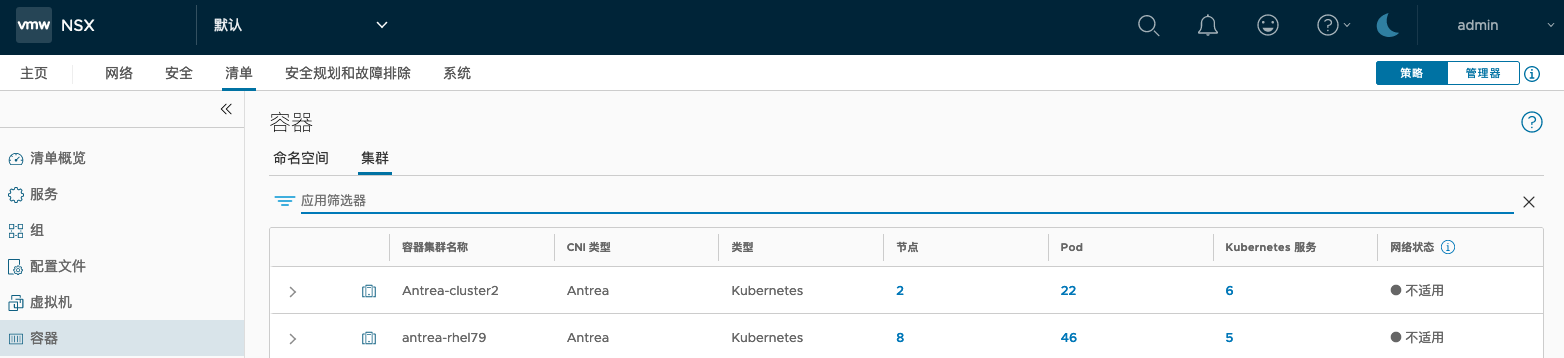 vmw NSX 默认 admin
主页 网络 安全 清单 安全规划和故障排除 系统 策略 管理器
容器
命名空间 集群
清单概览
服务
组
配置文件
虚拟机
容器
应用筛选器
容器集群名称 CNI 类型 类型 节点 Pod Kubernetes 服务 网络状态
Antrea-cluster2 Antrea Kubernetes 2 22 6 不适用
antrea-rhel79 Antrea Kubernetes 8 46 5 不适用